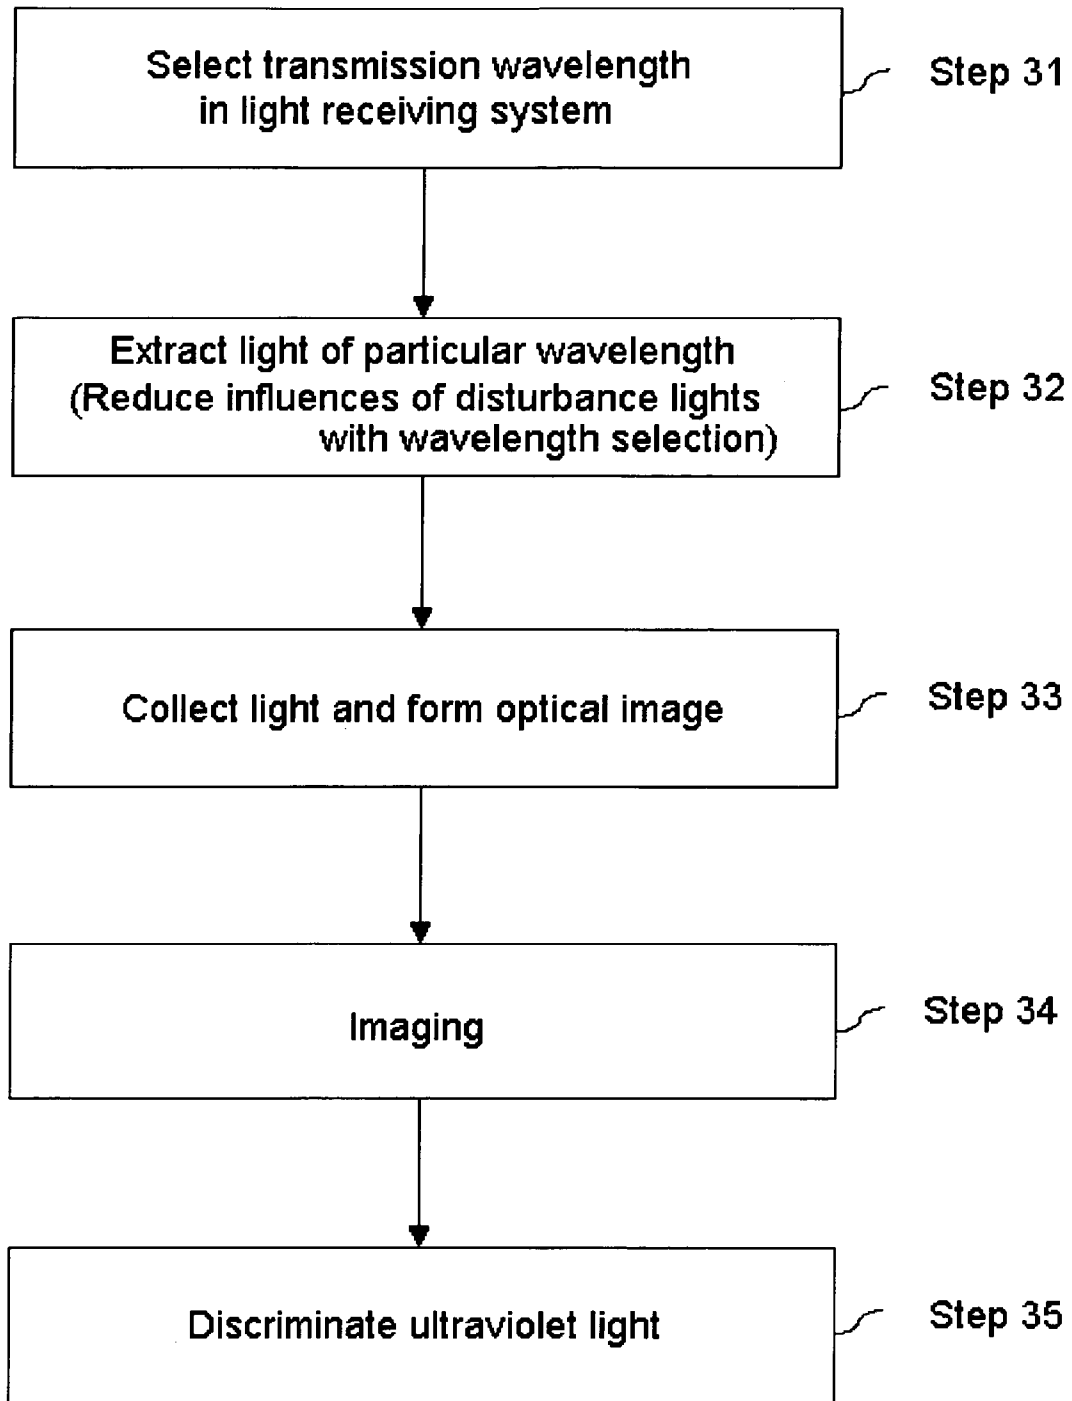 Select transmission wavelength
in light receiving system
Step 31
Extract light of particular wavelength
(Reduce influences of disturbance lights
with wavelength selection)
Step 32
Collect light and form optical image
Step 33
Imaging
Step 34
Discriminate ultraviolet light
Step 35